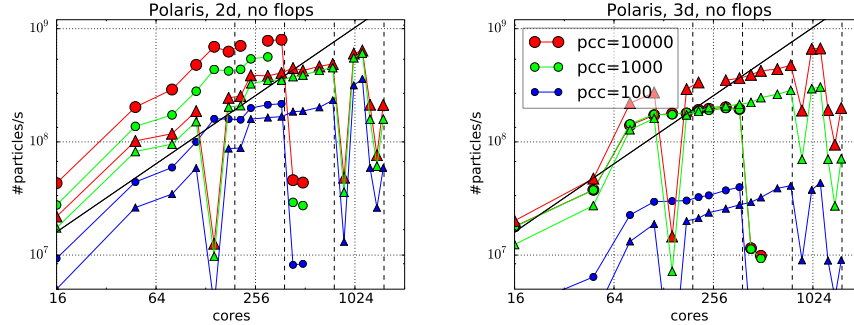 Polaris, 2d, no flops
10⁹
10⁸
10⁷
#particles/s
16
64
256
1024
cores
Polaris, 3d, no flops
10⁹
10⁸
10⁷
#particles/s
pcc=10000
pcc=1000
pcc=100
16
64
256
1024
cores